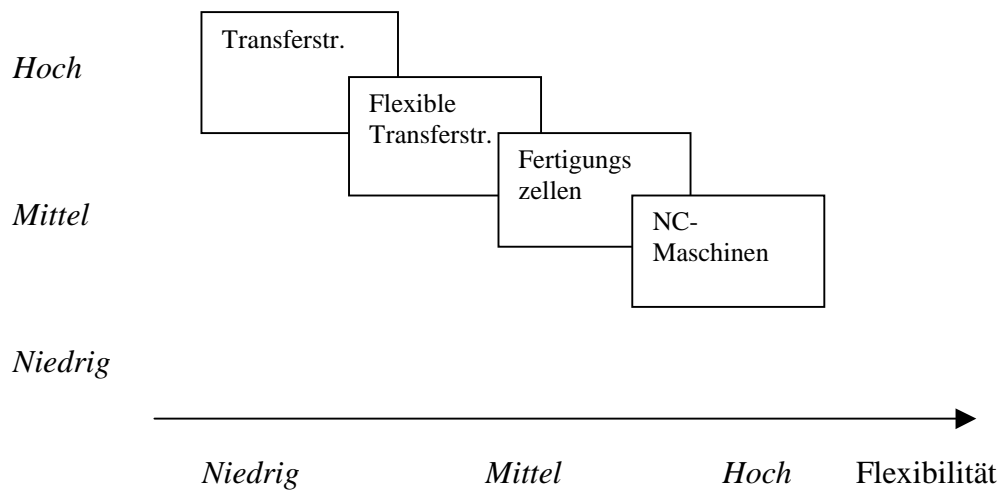 Transferstr.
Hoch
Flexible
Transferstr.
Fertigungs
zellen
Mittel
NC-
Maschinen
Niedrig
Niedrig Mittel Hoch Flexibilität